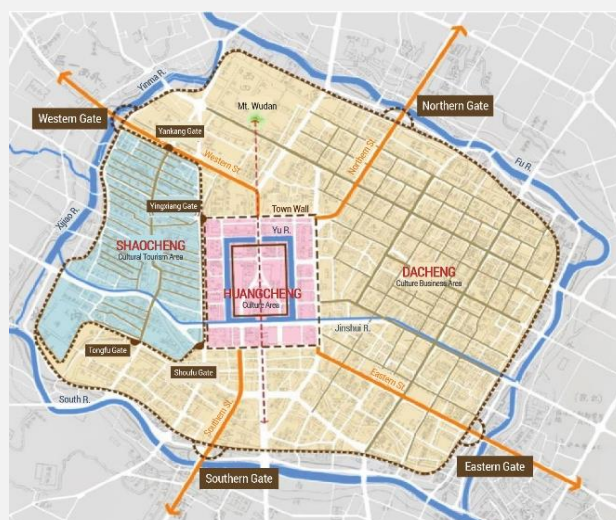 Northern Gate
Yinma R.
Mt. Wudan
Western Gate
Yankang Gate
Western St.
Northern St.
Fu R.
Yingxiang Gate
Town Wall
Xijiao R.
Yu R.
SHAOCHENG
Cultural Tourism Area
DACHENG
Culture Business Area
HUANGCHENG
Culture Area
Jinshui R.
Tongfu Gate
Shoufu Gate
Eastern St.
South R.
Southern St.
Eastern Gate
Southern Gate